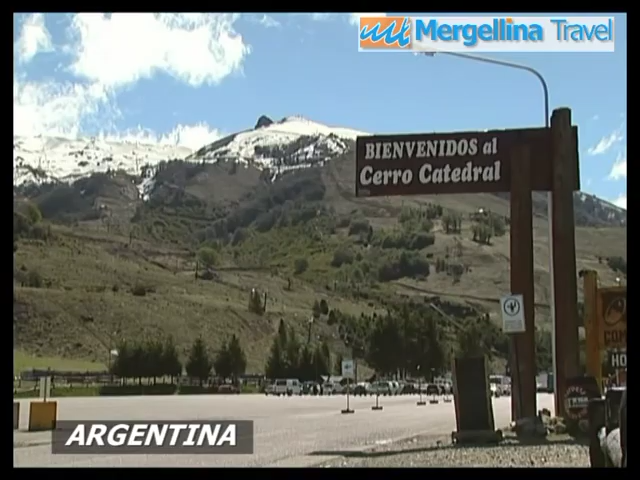 Mergellina Travel
BIENVENIDOS al
Cerro Catedral
ARGENTINA